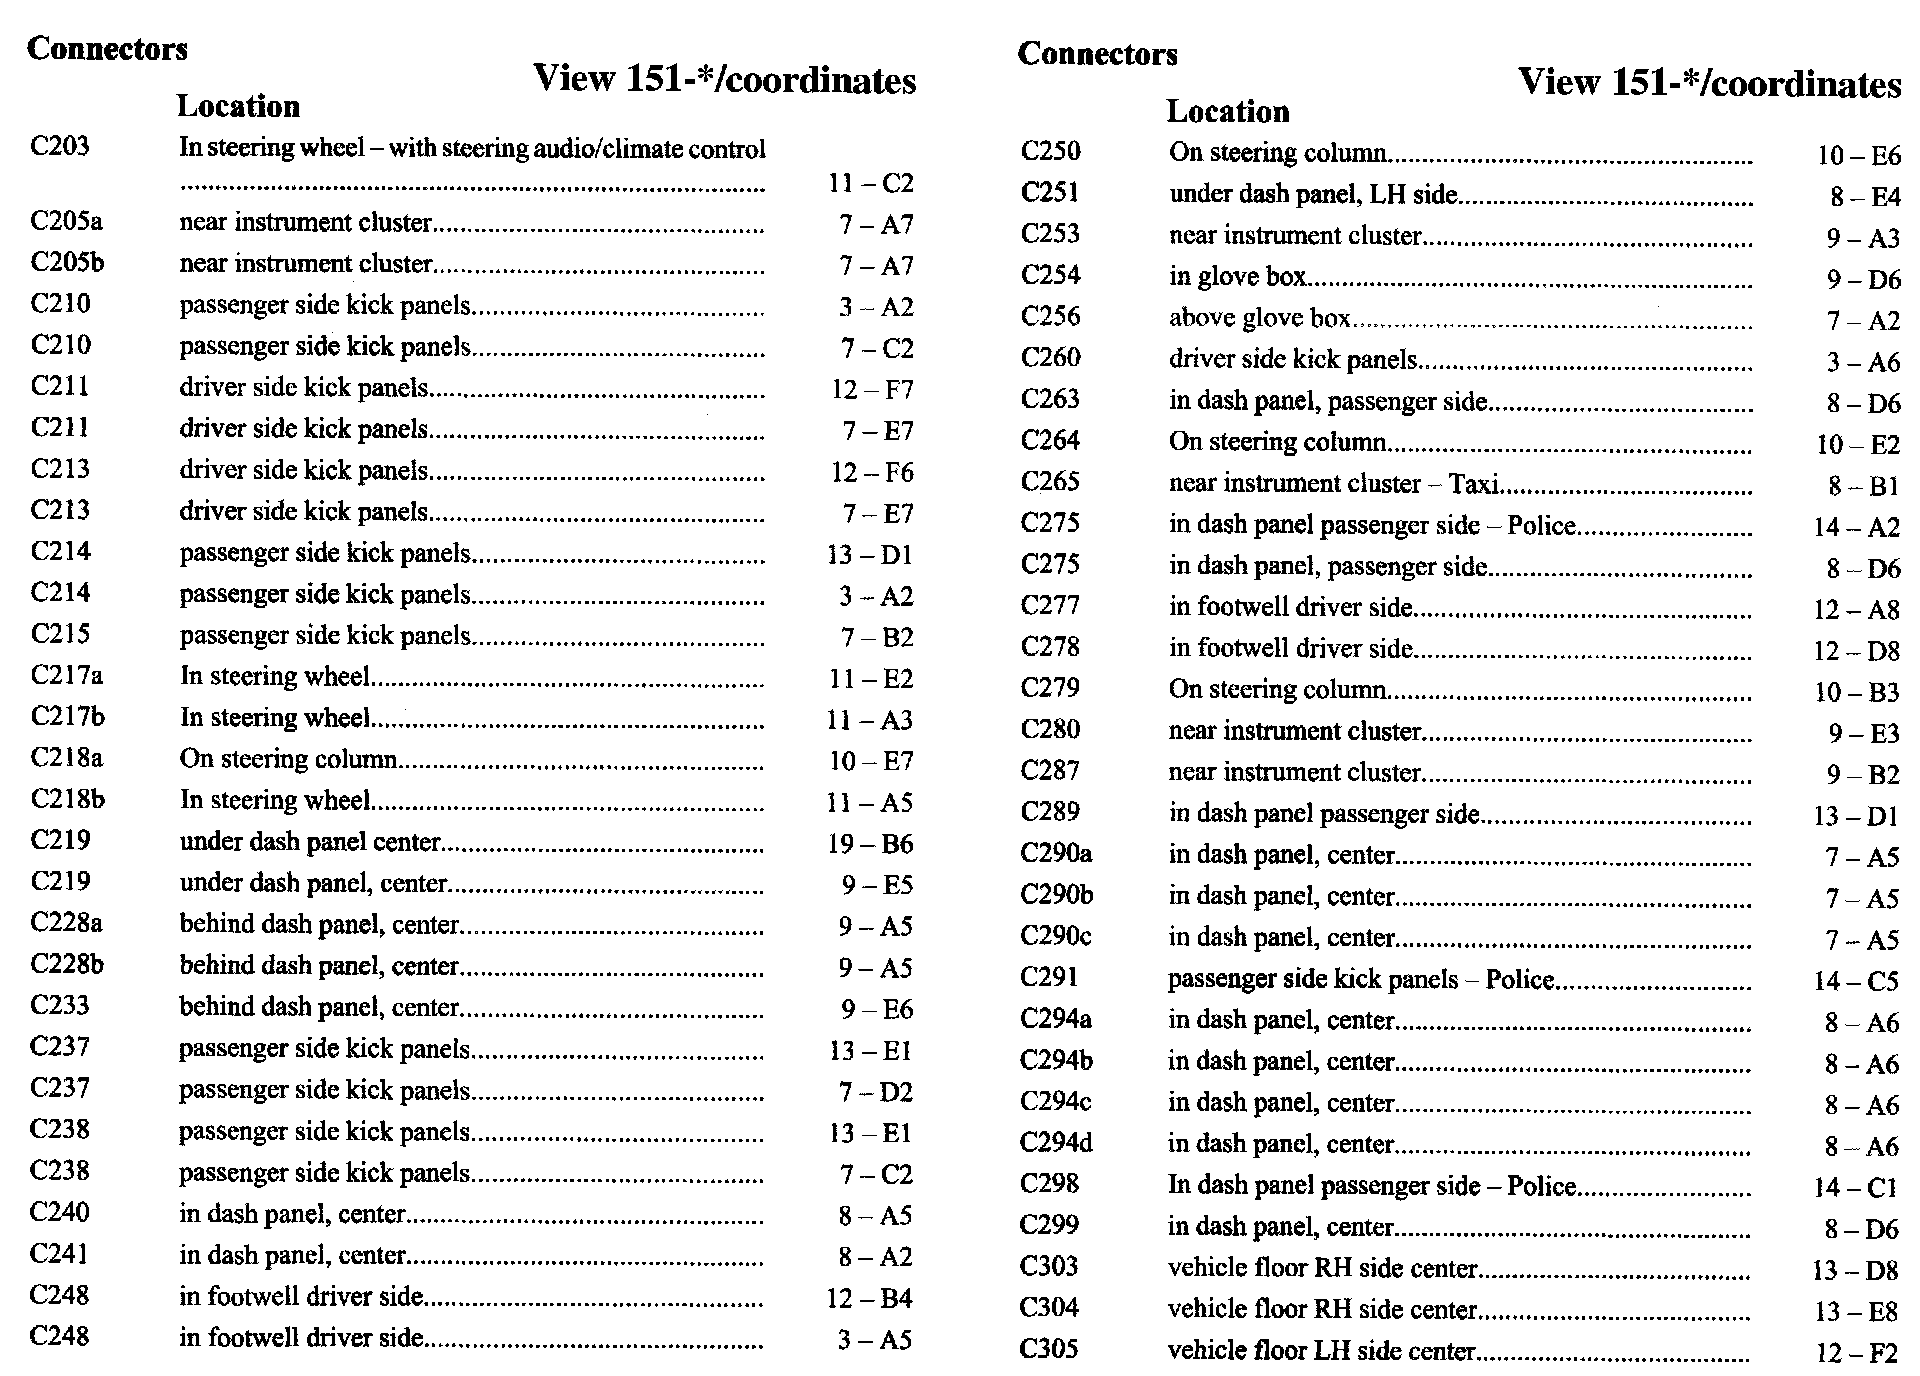 Connectors
View 151-*/coordinates
Location
C203 In steering wheel – with steering audio/climate control
........ 11 – C2
C205a near instrument cluster........ 7 – A7
C205b near instrument cluster........ 7 – A7
C210 passenger side kick panels........ 3 – A2
C210 passenger side kick panels........ 7 – C2
C211 driver side kick panels........ 12 – F7
C211 driver side kick panels........ 7 – E7
C213 driver side kick panels........ 12 – F6
C213 driver side kick panels........ 7 – E7
C214 passenger side kick panels........ 13 – D1
C214 passenger side kick panels........ 3 – A2
C215 passenger side kick panels........ 7 – B2
C217a In steering wheel........ 11 – E2
C217b In steering wheel........ 11 – A3
C218a On steering column........ 10 – E7
C218b In steering wheel........ 11 – A5
C219 under dash panel center........ 19 – B6
C219 under dash panel, center........ 9 – E5
C228a behind dash panel, center........ 9 – A5
C228b behind dash panel, center........ 9 – A5
C233 behind dash panel, center........ 9 – E6
C237 passenger side kick panels........ 13 – E1
C237 passenger side kick panels........ 7 – D2
C238 passenger side kick panels........ 13 – E1
C238 passenger side kick panels........ 7 – C2
C240 in dash panel, center........ 8 – A5
C241 in dash panel, center........ 8 – A2
C248 in footwell driver side........ 12 – B4
C248 in footwell driver side........ 3 – A5
Connectors
View 151-*/coordinates
Location
C250 On steering column........ 10 – E6
C251 under dash panel, LH side........ 8 – E4
C253 near instrument cluster........ 9 – A3
C254 in glove box........ 9 – D6
C256 above glove box........ 7 – A2
C260 driver side kick panels........ 3 – A6
C263 in dash panel, passenger side........ 8 – D6
C264 On steering column........ 10 – E2
C265 near instrument cluster – Taxi........ 8 – B1
C275 in dash panel passenger side – Police........ 14 – A2
C275 in dash panel, passenger side........ 8 – D6
C277 in footwell driver side........ 12 – A8
C278 in footwell driver side........ 12 – D8
C279 On steering column........ 10 – B3
C280 near instrument cluster........ 9 – E3
C287 near instrument cluster........ 9 – B2
C289 in dash panel passenger side........ 13 – D1
C290a in dash panel, center........ 7 – A5
C290b in dash panel, center........ 7 – A5
C290c in dash panel, center........ 7 – A5
C291 passenger side kick panels – Police........ 14 – C5
C294a in dash panel, center........ 8 – A6
C294b in dash panel, center........ 8 – A6
C294c in dash panel, center........ 8 – A6
C294d in dash panel, center........ 8 – A6
C298 In dash panel passenger side – Police........ 14 – C1
C299 in dash panel, center........ 8 – D6
C303 vehicle floor RH side center........ 13 – D8
C304 vehicle floor RH side center........ 13 – E8
C305 vehicle floor LH side center........ 12 – F2